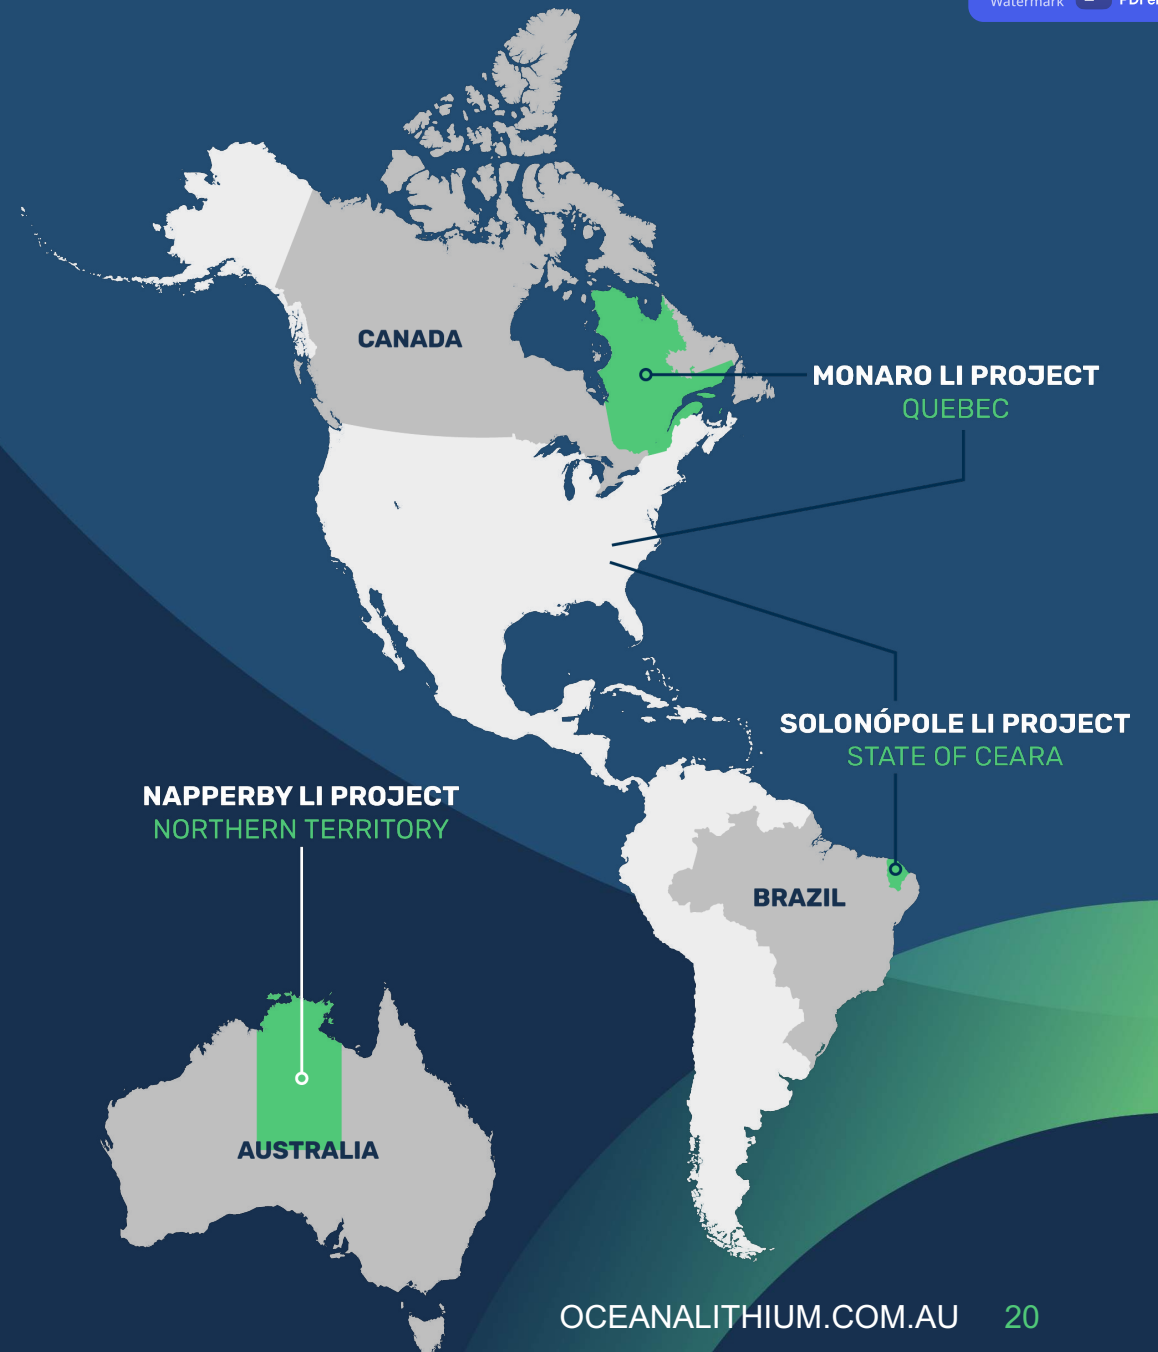 Watermark
CANADA
MONARO LI PROJECT
QUEBEC
SOLONÓPOLE LI PROJECT
STATE OF CEARA
NAPPERBY LI PROJECT
NORTHERN TERRITORY
BRAZIL
AUSTRALIA
OCEANALITHIUM.COM.AU 20